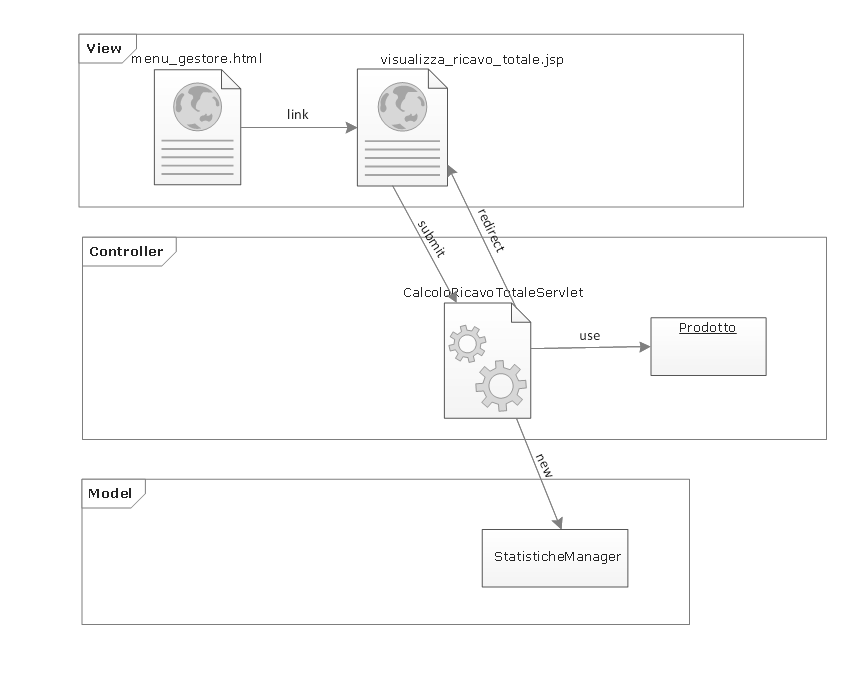 View
menu_gestore.html
visualizza_ricavo_totale.jsp
link
submit
redirect
Controller
CalcoloRicavoTotaleServlet
use
Prodotto
new
Model
StatisticheManager